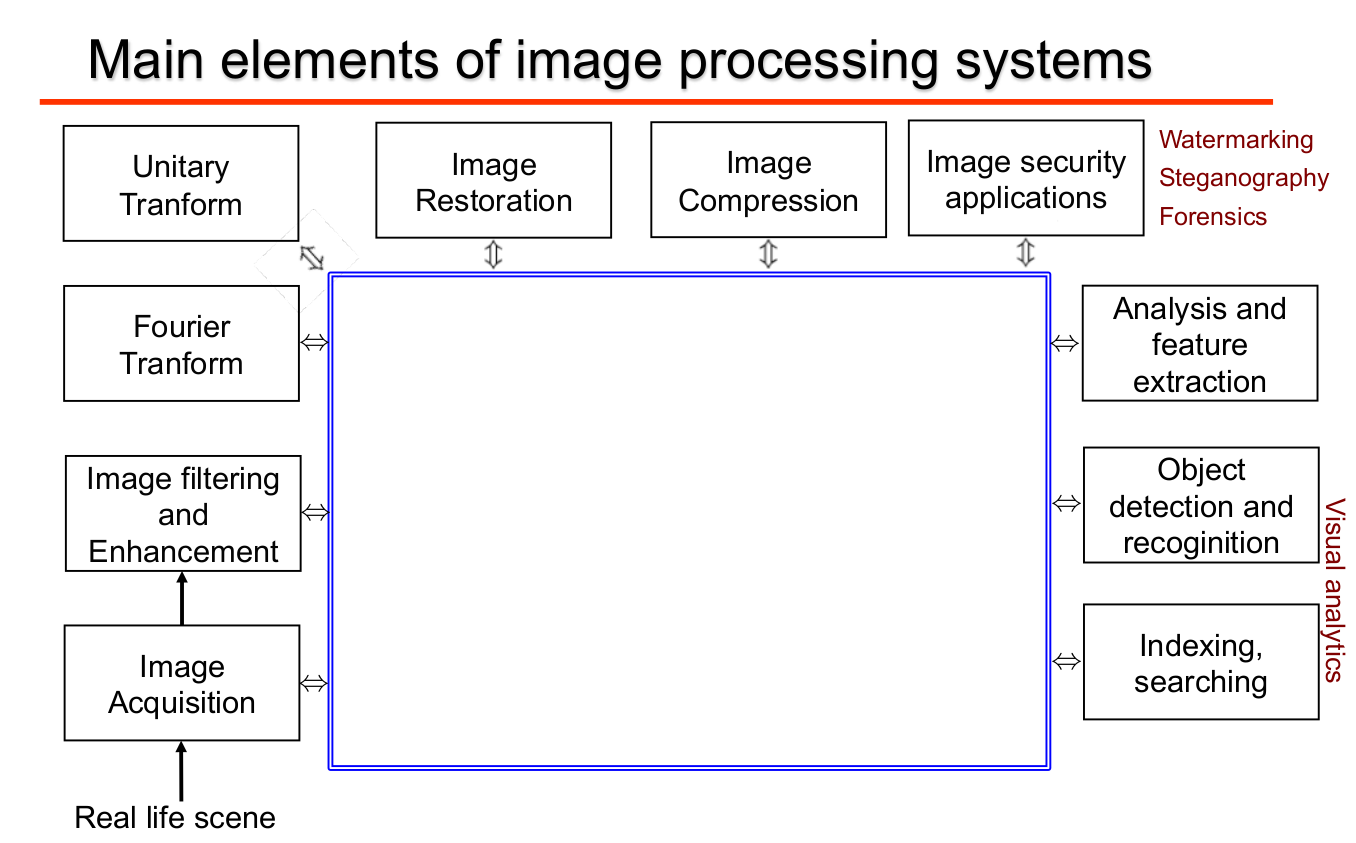 Main elements of image processing systems
Unitary
Tranform
Image
Restoration
Image
Compression
Image security
applications
Watermarking
Steganography
Forensics
Fourier
Tranform
Analysis and
feature
extraction
Image filtering
and
Enhancement
Object
detection and
recoginition
Visual analytics
Image
Acquisition
Indexing,
searching
Real life scene